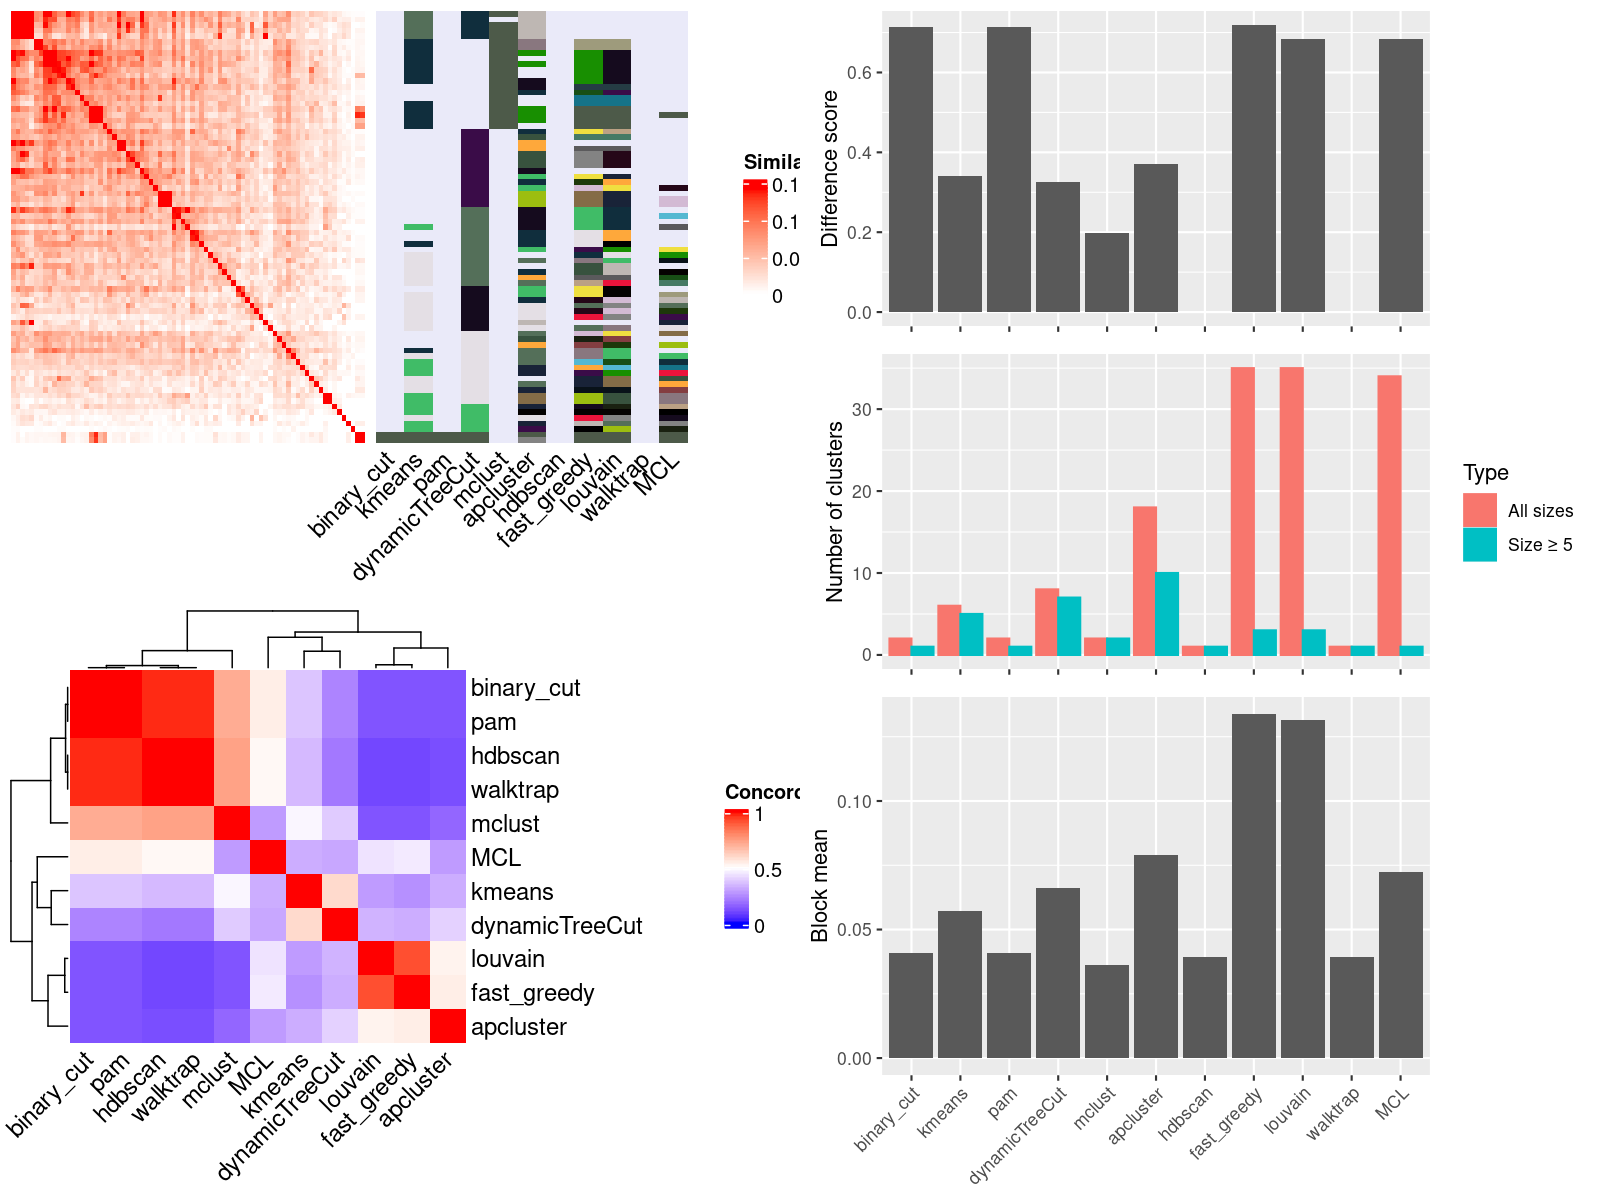 Simila
0.1
0.1
0.0
0
binary_cut
kmeans
pam
dynamicTreeCut
mclust
apcluster
hdbscan
fast_greedy
louvain
walktrap
MCL
binary_cut
pam
hdbscan
walktrap
mclust
MCL
kmeans
dynamicTreeCut
louvain
fast_greedy
apcluster
Concord
1
0.5
0
binary_cut
pam
hdbscan
walktrap
mclust
MCL
kmeans
dynamicTreeCut
louvain
fast_greedy
apcluster
Difference score
0.6
0.4
0.2
0.0
Number of clusters
30
20
10
0
Type
All sizes
Size ≥ 5
Block mean
0.10
0.05
0.00
binary_cut
kmeans
pam
dynamicTreeCut
mclust
apcluster
hdbscan
fast_greedy
louvain
walktrap
MCL